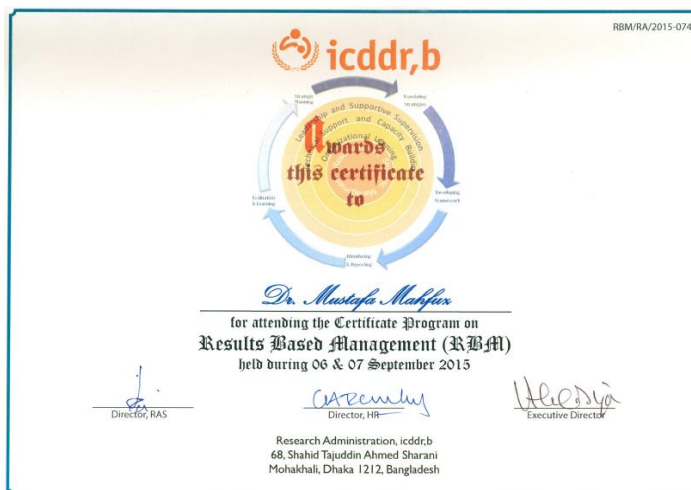 RBM/RA/2015-074
icddr,b
Strategic Planning
Translating Strategies
Leadership and Supportive Supervision
Technical Support and Capacity Building
Organizational Learning
Awards
this certificate
to
Evaluation & Learning
Developing Framework
Monitoring & Reporting
Dr. Mustafa Mahfuz
for attending the Certificate Program on
Results Based Management (RBM)
held during 06 & 07 September 2015
Director, RAS
Director, HR
Executive Director
Research Administration, icddr,b
68, Shahid Tajuddin Ahmed Sharani
Mohakhali, Dhaka 1212, Bangladesh